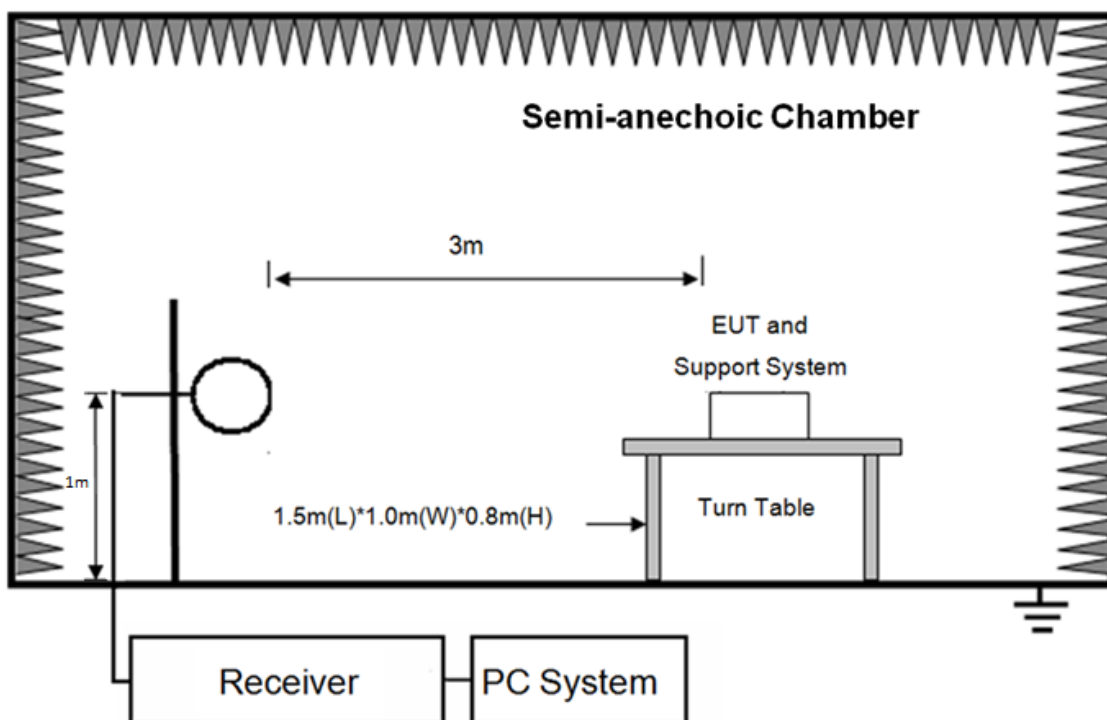 Semi-anechoic Chamber
3m
EUT and
Support System
1m
1.5m(L)*1.0m(W)*0.8m(H)
Turn Table
Receiver
PC System